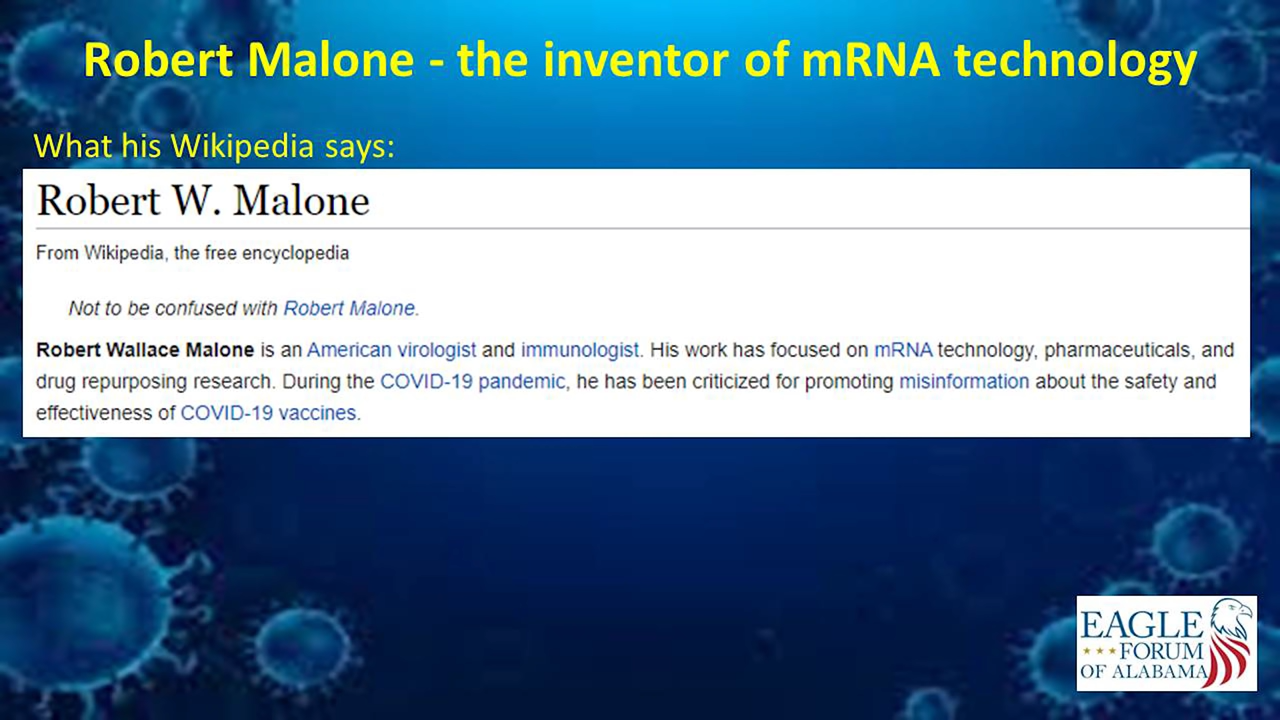 Robert Malone - the inventor of mRNA technology
What his Wikipedia says:
Robert W. Malone
From Wikipedia, the free encyclopedia
Not to be confused with Robert Malone.
Robert Wallace Malone is an American virologist and immunologist. His work has focused on mRNA technology, pharmaceuticals, and
drug repurposing research. During the COVID-19 pandemic, he has been criticized for promoting misinformation about the safety and
effectiveness of COVID-19 vaccines.
EAGLE
FORUM
OF ALABAMA